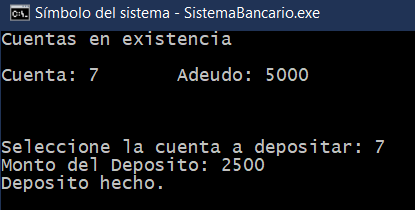 Símbolo del sistema - SistemaBancario.exe
Cuentas en existencia
Cuenta: 7 Adeudo: 5000
Seleccione la cuenta a depositar: 7
Monto del Deposito: 2500
Deposito hecho.